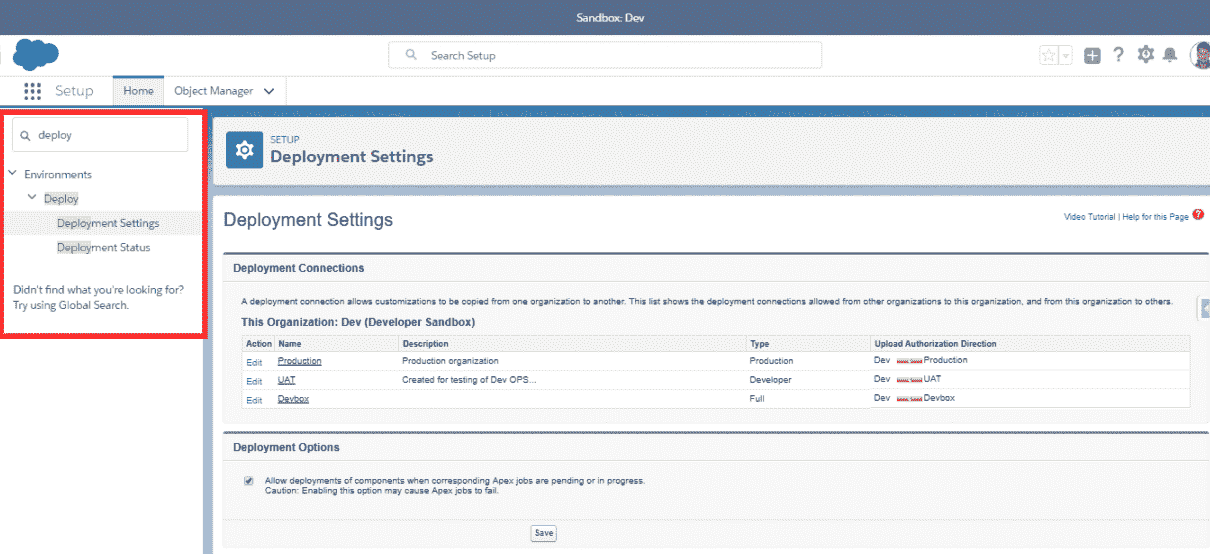 Sandbox: Dev
Search Setup
Setup
Home
Object Manager
deploy
Environments
Deploy
Deployment Settings
Deployment Status
Didn't find what you're looking for?
Try using Global Search.
SETUP
Deployment Settings
Deployment Settings
Video Tutorial | Help for this Page ?
Deployment Connections
A deployment connection allows customizations to be copied from one organization to another. This list shows the deployment connections allowed from other organizations to this organization, and from this organization to others.
This Organization: Dev (Developer Sandbox)
Action Name Description Type Upload Authorization Direction
Edit Production Production organization Production Dev Production
Edit UAT Created for testing of Dev OPS... Developer Dev UAT
Edit Devbox Full Dev Devbox
Deployment Options
Allow deployments of components when corresponding Apex jobs are pending or in progress.
Caution: Enabling this option may cause Apex jobs to fail.
Save